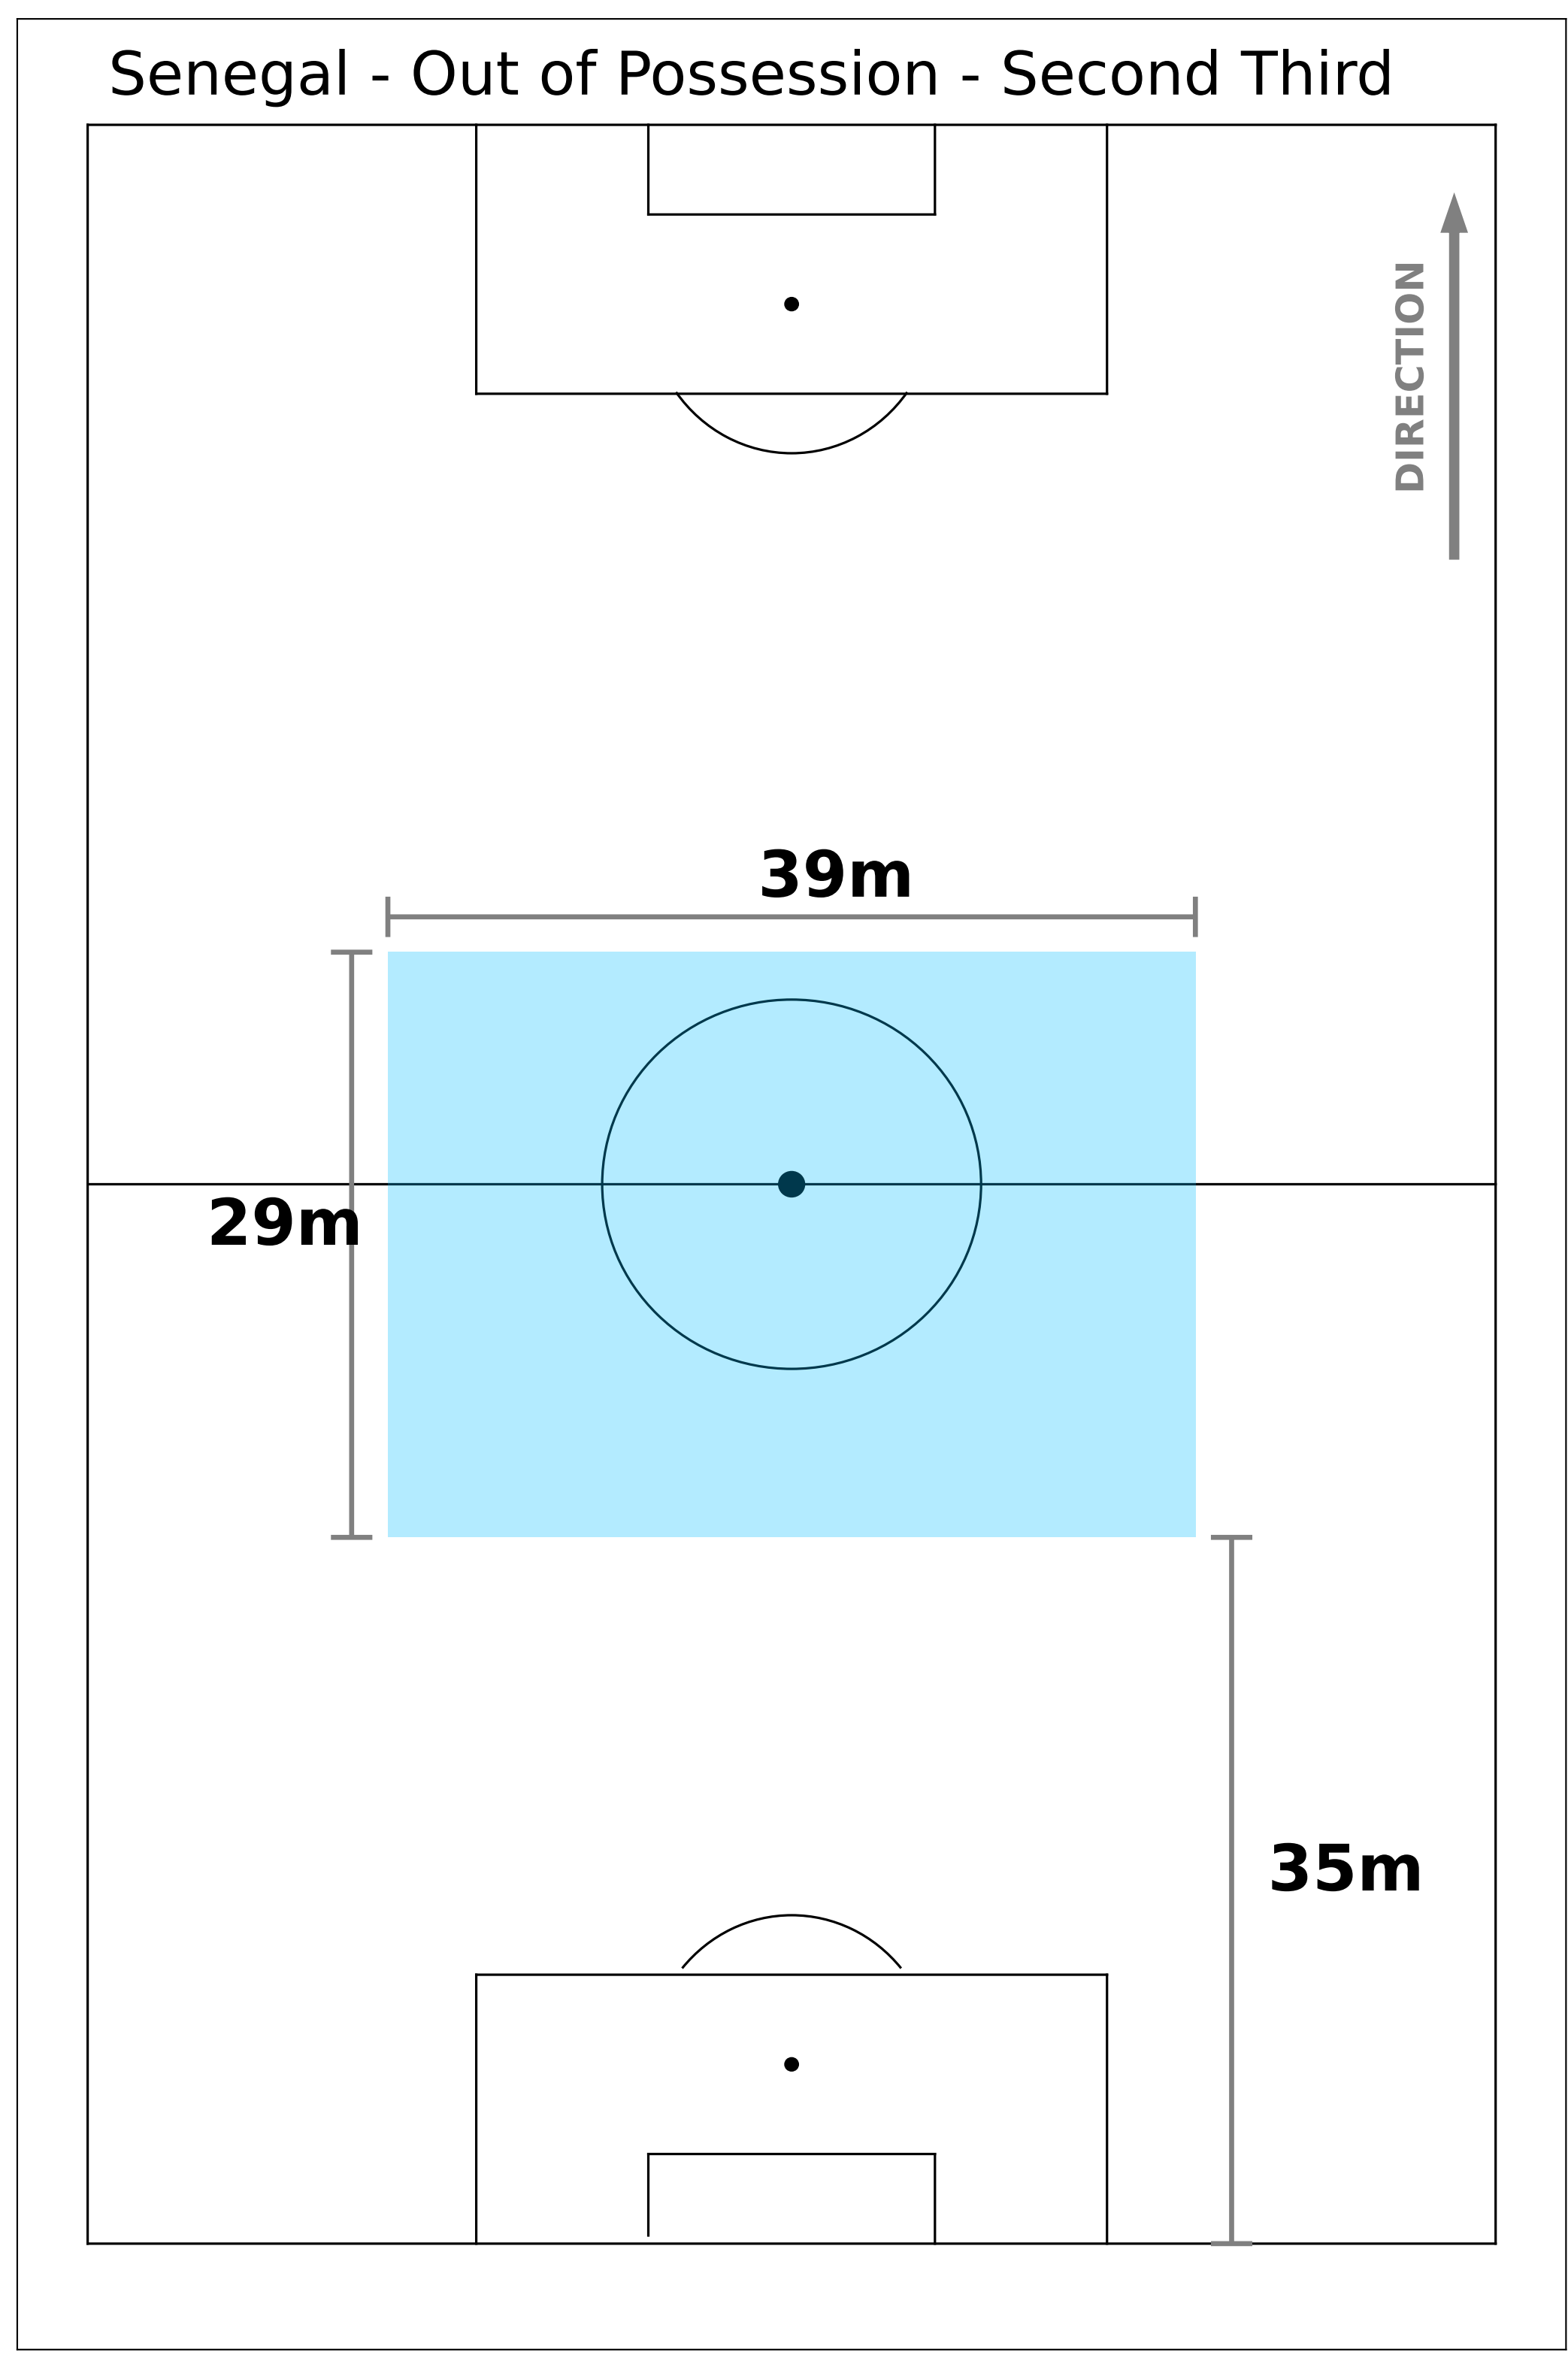 Senegal - Out of Possession - Second Third
DIRECTION
39m
29m
35m